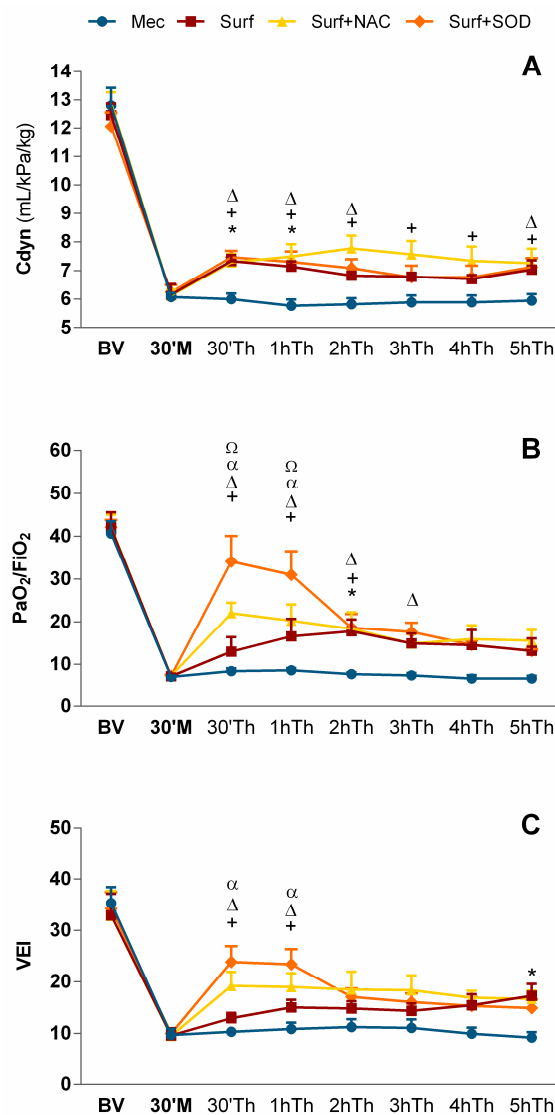 Mec Surf Surf+NAC Surf+SOD
A
Cdyn (mL/kPa/kg)
14
13
12
11
10
9
8
7
6
5
Δ Δ Δ + + Δ
+ + + +
* *
BV 30'M 30'Th 1hTh 2hTh 3hTh 4hTh 5hTh
B
PaO₂/FiO₂
60
50
40
30
20
10
0
Ω Ω
α α
Δ Δ Δ Δ
+ + +
*
BV 30'M 30'Th 1hTh 2hTh 3hTh 4hTh 5hTh
C
VEI
50
40
30
20
10
0
α α
Δ Δ
+ + *
BV 30'M 30'Th 1hTh 2hTh 3hTh 4hTh 5hTh